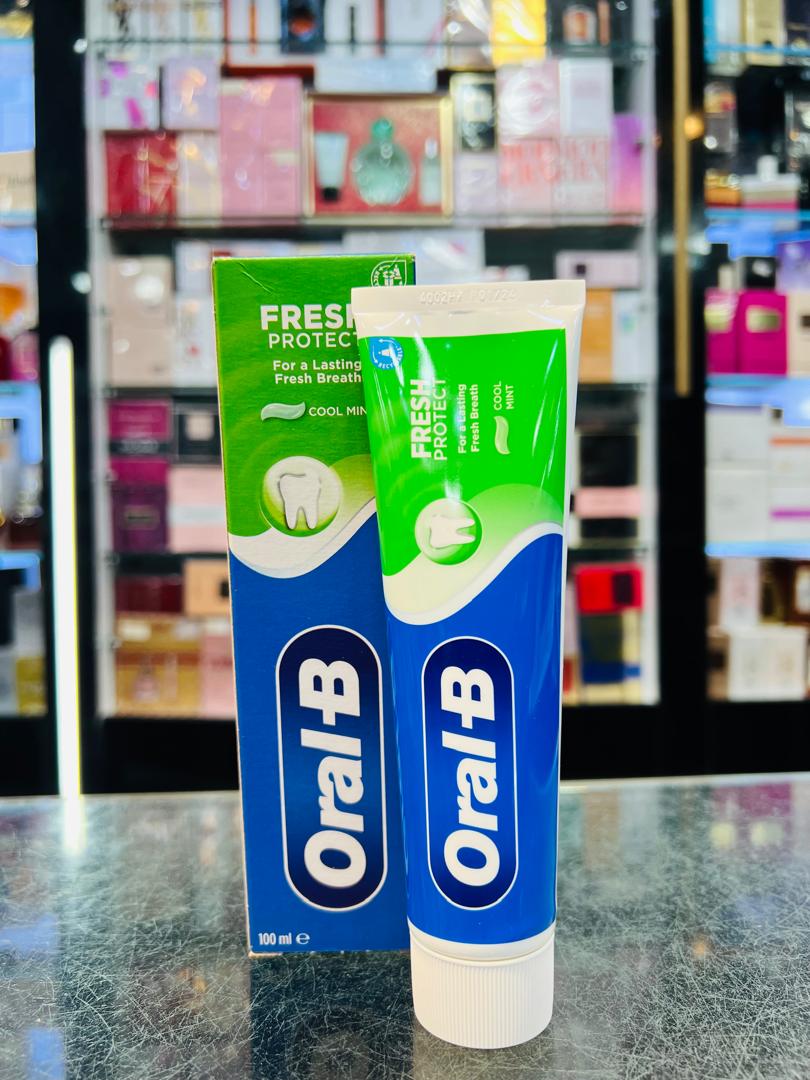 FRESH
PROTECT
For a Lasting
Fresh Breath
COOL MIN
Oral-B
100 ml ℮
FRESH
PROTECT
For a Lasting
Fresh Breath
COOL
MINT
Oral-B